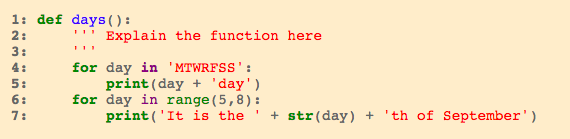 1: def days():
2:     ''' Explain the function here
3:     '''
4:     for day in 'MTWRFSS':
5:         print(day + 'day')
6:     for day in range(5,8):
7:         print('It is the ' + str(day) + 'th of September')